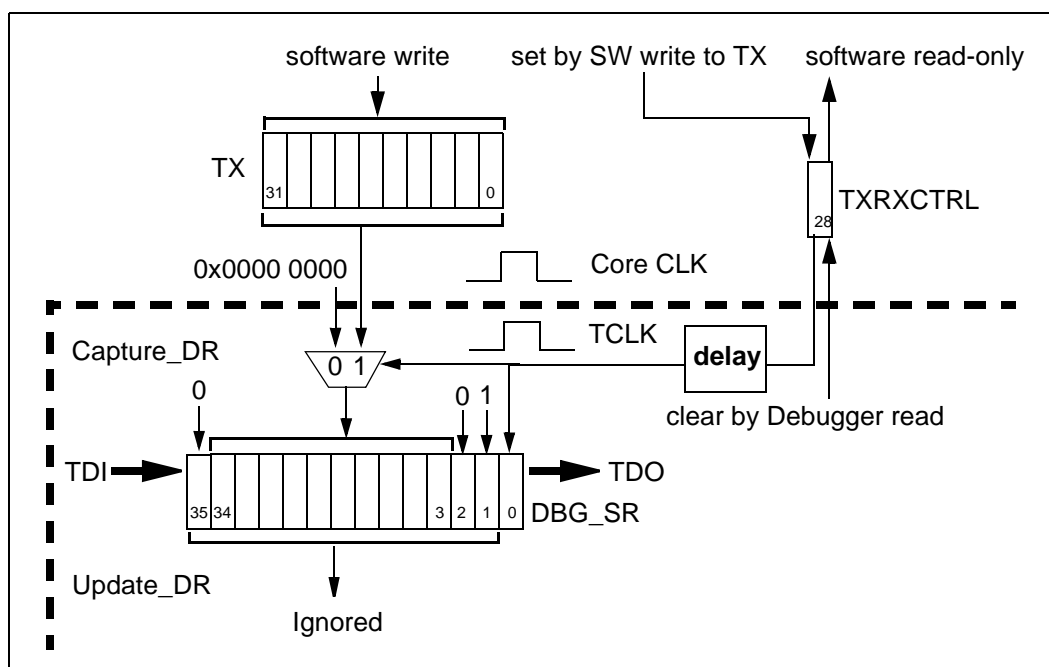 software write
set by SW write to TX
software read-only
TX
31
0
TXRXCTRL
28
0x0000 0000
Core CLK
TCLK
Capture_DR
0 1
delay
0
0 1
clear by Debugger read
TDI
TDO
35 34 3 2 1 0
DBG_SR
Update_DR
Ignored